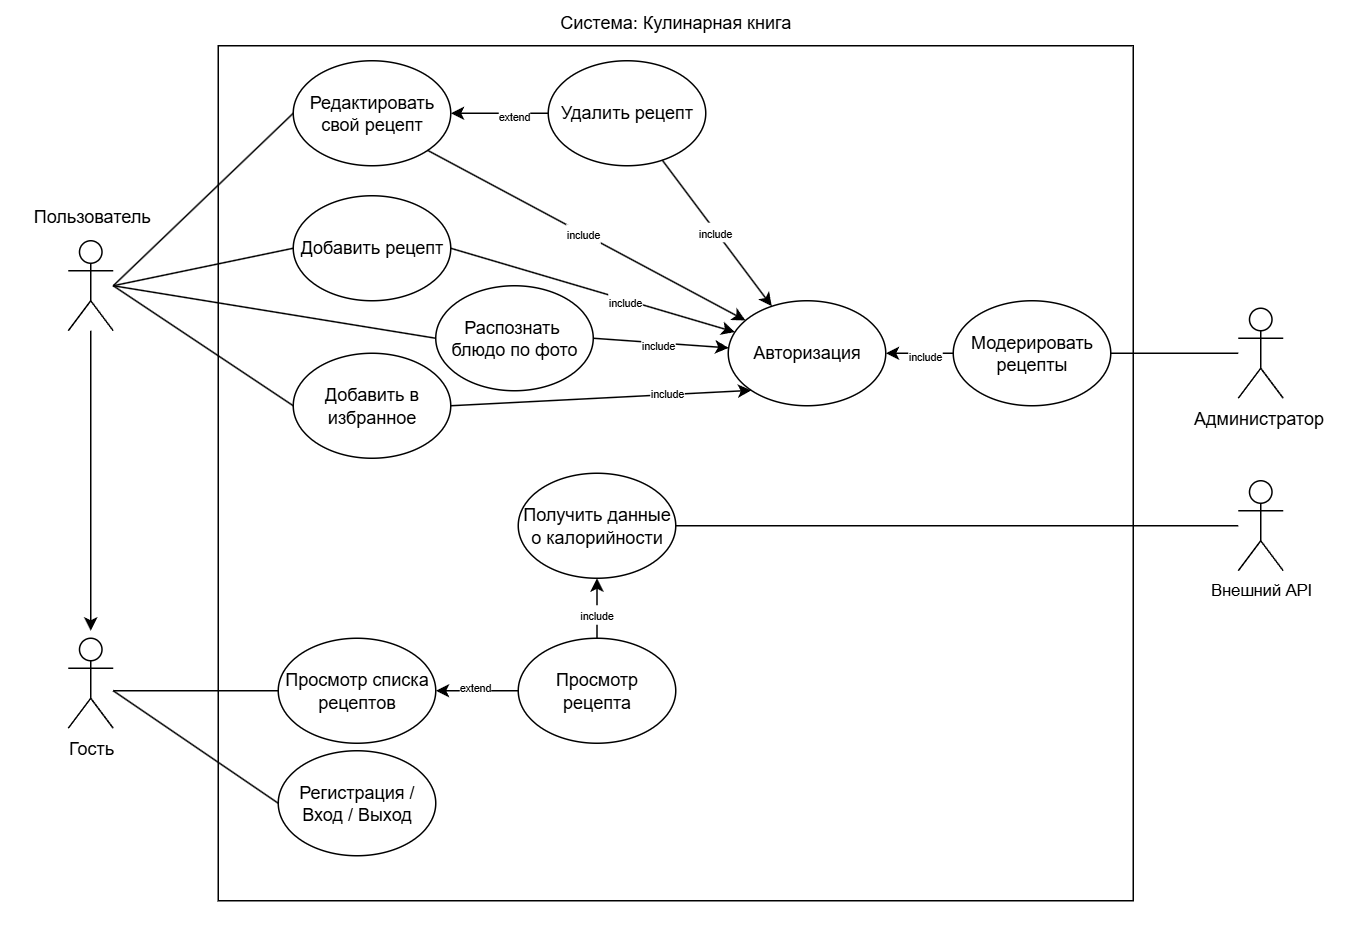 Система: Кулинарная книга
Редактировать
свой рецепт
extend
Удалить рецепт
Пользователь
include
include
Добавить рецепт
include
Распознать
блюдо по фото
include
Авторизация
include
Модерировать
рецепты
Администратор
Добавить в
избранное
include
Получить данные
о калорийности
Внешний API
include
Просмотр списка
рецептов
extend
Просмотр
рецепта
Гость
Регистрация /
Вход / Выход